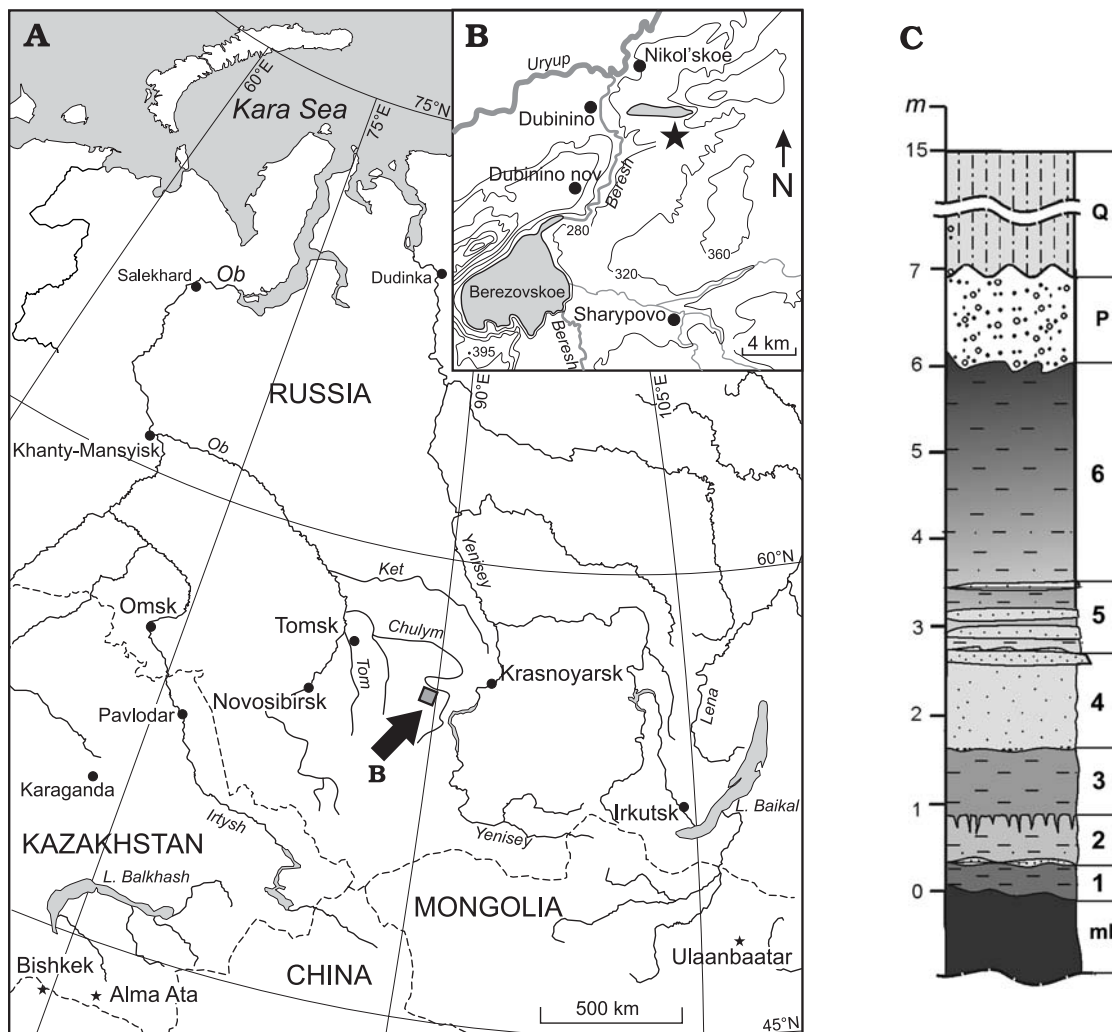 A
60°E
Kara Sea
75°E
75°N
Salekhard
Ob
Dudinka
RUSSIA
Khanty-Mansyisk
Ob
90°E
105°E
60°N
Yenisey
Ket
Omsk
Tomsk
Chulym
Tom
Krasnoyarsk
Novosibirsk
Lena
Pavlodar
B
Karaganda
Irtysh
Irkutsk
L. Baikal
Yenisey
KAZAKHSTAN
L. Balkhash
MONGOLIA
Ulaanbaatar
CHINA
Bishkek
Alma Ata
500 km
45°N
B
Nikol'skoe
Uryup
Dubinino
Dubinino nov
Beresh
N
280
360
320
Berezovskoe
Sharypovo
Beresh
395
4 km
C
m
15
Q
7
P
6
6
5
4
5
3
4
2
3
1
2
1
0